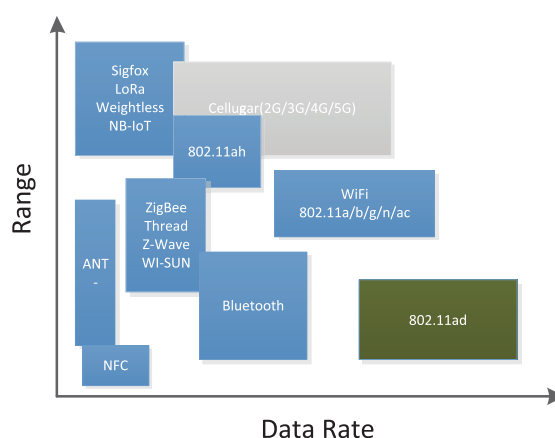 Sigfox
LoRa
Weightless
NB-IoT
Cellugar(2G/3G/4G/5G)
802.11ah
WiFi
802.11a/b/g/n/ac
ZigBee
Thread
Z-Wave
WI-SUN
ANT
-
Bluetooth
802.11ad
NFC
Range
Data Rate